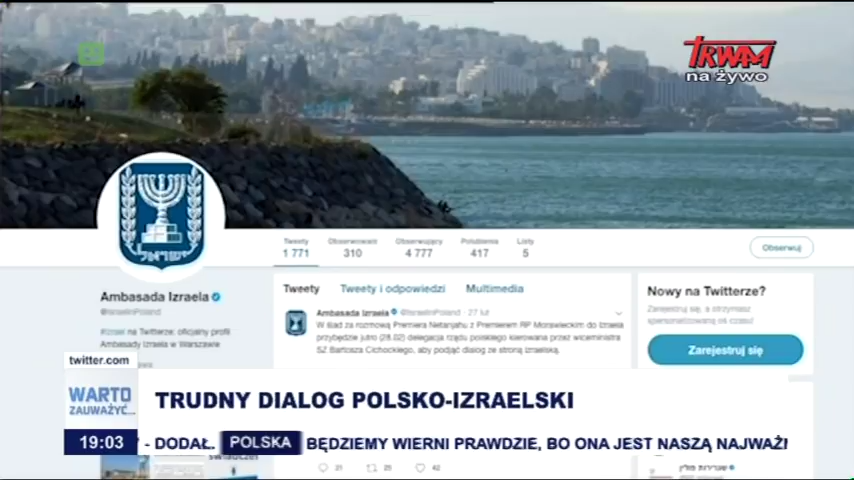 TRWAM
na żywo
ישראל
Tweety Obserwowani Obserwujący Polubienia Listy
1 771 310 4 777 417 5
Obserwuj
Ambasada Izraela
@IsraelinPoland
#Izrael na Twitterze; oficjalny profil
Ambasady Izraela w Warszawie
Tweety Tweety i odpowiedzi Multimedia
Ambasada Izraela @IsraelinPoland · 27 lut
W ślad za rozmową Premiera Netanjahu z Premierem RP Morawieckim do Izraela
przybędzie jutro (28.02) delegacja rządu polskiego kierowana przez wiceministra
SZ Bartosza Cichockiego, aby podjąć dialog ze stroną izraelską.
Nowy na Twitterze?
Zarejestruj się, a otrzymasz
spersonalizowaną oś czasu!
Zarejestruj się
twitter.com
WARTO
ZAUWAŻYĆ...
TRUDNY DIALOG POLSKO-IZRAELSKI
19:03 - DODAŁ. POLSKA BĘDZIEMY WIERNI PRAWDZIE, BO ONA JEST NASZĄ NAJWAŻ
21 25 42